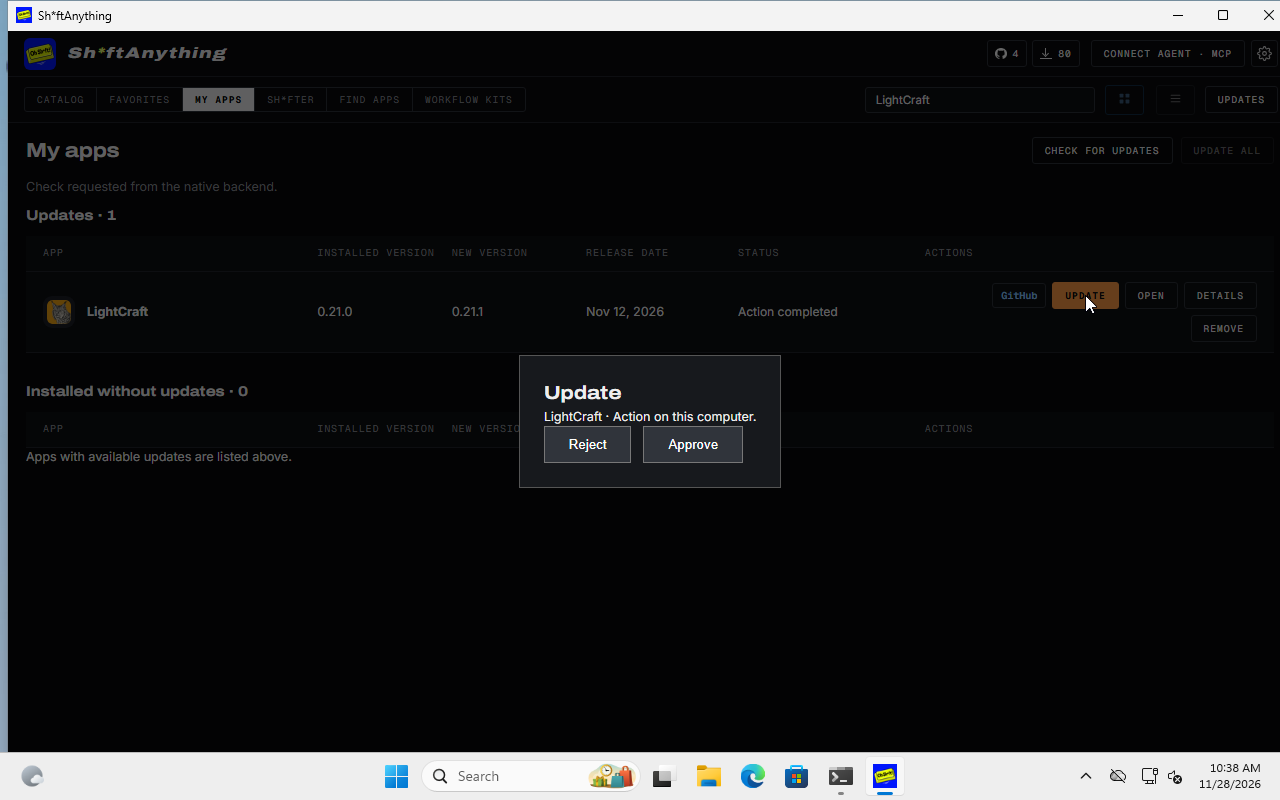 Sh*ftAnything
Sh*ftAnything
4
80
CONNECT AGENT - MCP
CATALOG
FAVORITES
MY APPS
SH*FTER
FIND APPS
WORKFLOW KITS
LightCraft
UPDATES
My apps
CHECK FOR UPDATES
UPDATE ALL
Check requested from the native backend.
Updates · 1
APP
INSTALLED VERSION
NEW VERSION
RELEASE DATE
STATUS
ACTIONS
LightCraft
0.21.0
0.21.1
Nov 12, 2026
Action completed
GitHub
UPDATE
OPEN
DETAILS
REMOVE
Update
LightCraft · Action on this computer.
Reject
Approve
Installed without updates · 0
APP
INSTALLED VERSION
NEW VERSIO
ACTIONS
Apps with available updates are listed above.
Search
10:38 AM
11/28/2026